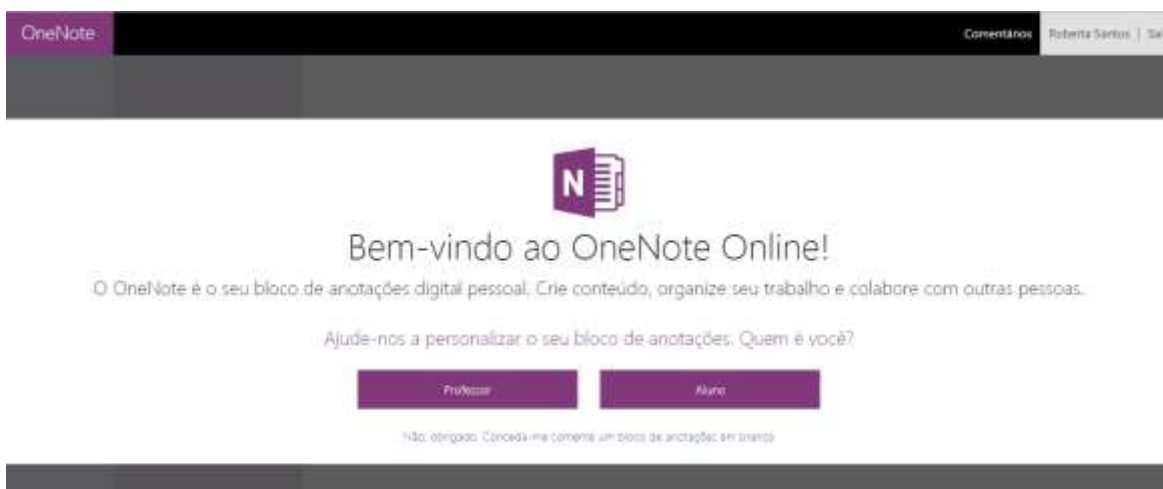 OneNote
Comentários
Roberta Santos |
N
Bem-vindo ao OneNote Online!
O OneNote é o seu bloco de anotações digital pessoal. Crie conteúdo, organize seu trabalho e colabore com outras pessoas.
Ajude-nos a personalizar o seu bloco de anotações. Quem é você?
Professor
Aluno
Não, obrigado. Conceda-me somente um bloco de anotações em branco